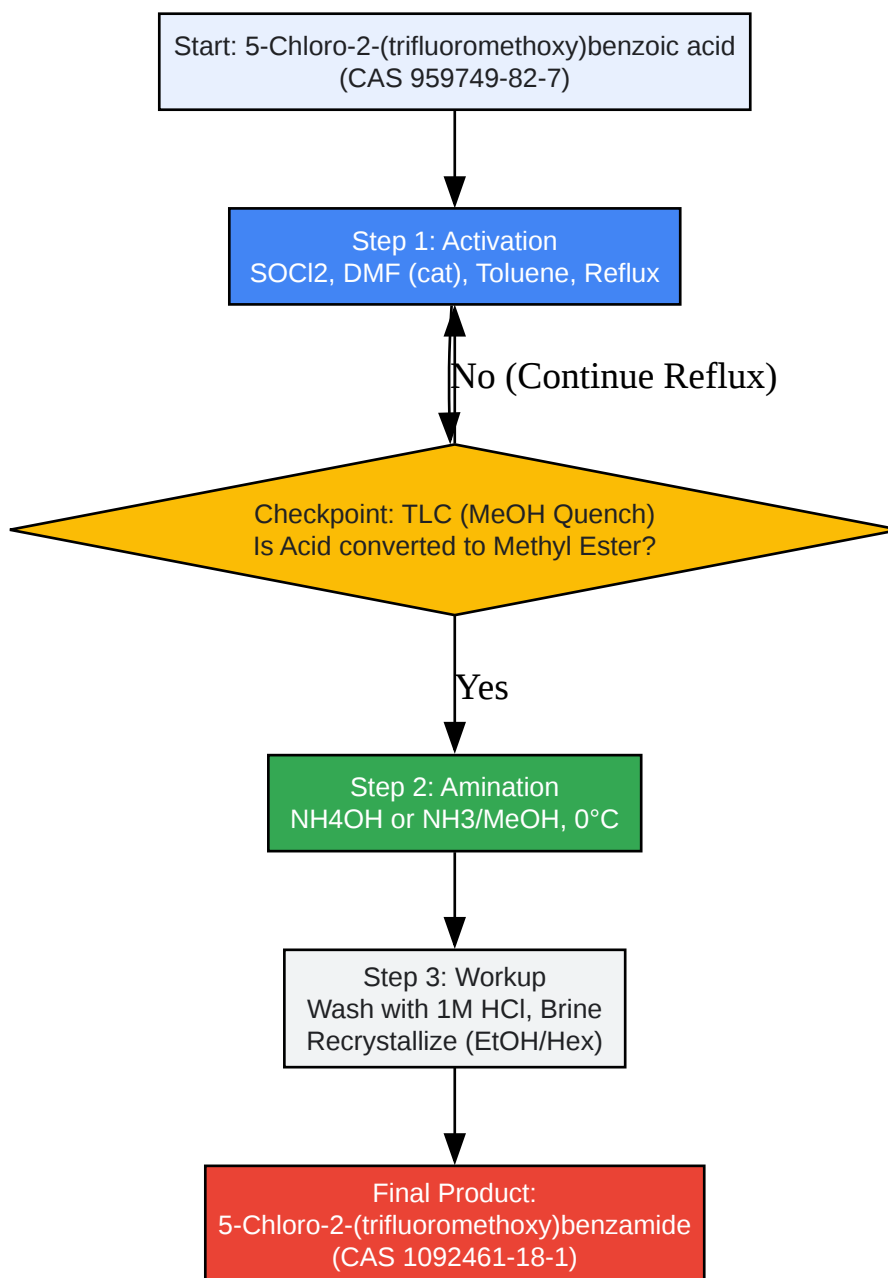 Start: 5-Chloro-2-(trifluoromethoxy)benzoic acid
(CAS 959749-82-7)
Step 1: Activation
SOCl2, DMF (cat), Toluene, Reflux
No (Continue Reflux)
Checkpoint: TLC (MeOH Quench)
Is Acid converted to Methyl Ester?
Yes
Step 2: Amination
NH4OH or NH3/MeOH, 0°C
Step 3: Workup
Wash with 1M HCl, Brine
Recrystallize (EtOH/Hex)
Final Product:
5-Chloro-2-(trifluoromethoxy)benzamide
(CAS 1092461-18-1)